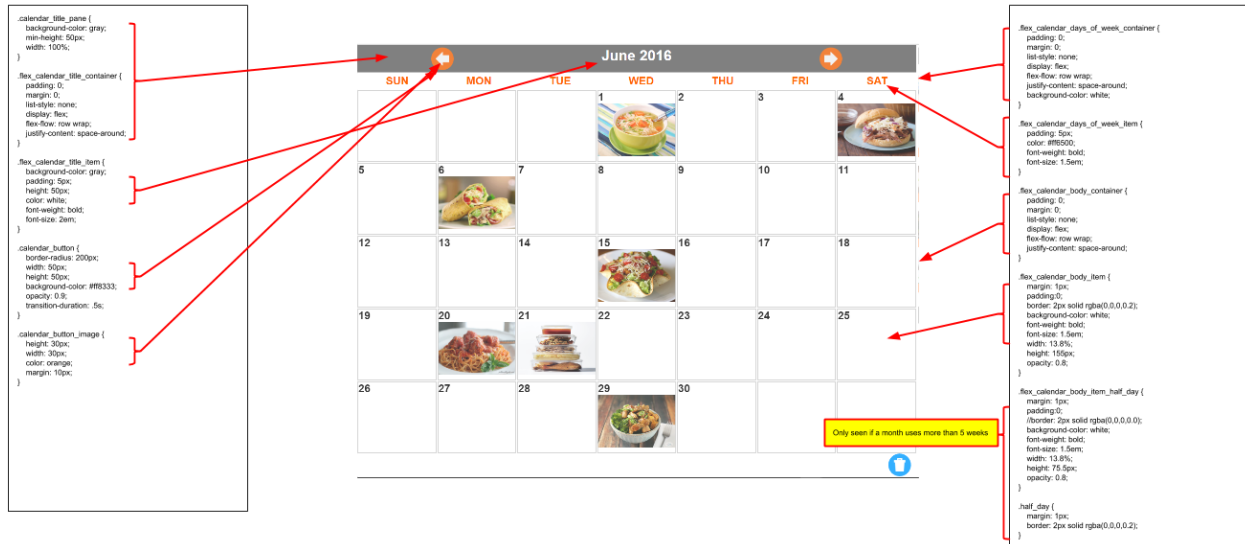 .calendar_title_pane {
background-color: gray;
min-height: 50px;
width: 100%;
}
.flex_calendar_title_container {
padding: 0;
margin: 0;
list-style: none;
display: flex;
flex-flow: row wrap;
justify-content: space-around;
}
.flex_calendar_title_item {
background-color: gray;
padding: 5px;
height: 50px;
color: white;
font-weight: bold;
font-size: 2em;
}
.calendar_button {
border-radius: 200px;
width: 50px;
height: 50px;
background-color: #ff8333;
opacity: 0.9;
transition-duration: .5s;
}
.calendar_button_image {
height: 30px;
width: 30px;
color: orange;
margin: 10px;
}
June 2016
SUN MON TUE WED THU FRI SAT
1 2 3 4
5 6 7 8 9 10 11
12 13 14 15 16 17 18
19 20 21 22 23 24 25
26 27 28 29 30
Only seen if a month uses more than 5 weeks
.flex_calendar_days_of_week_container {
padding: 0;
margin: 0;
list-style: none;
display: flex;
flex-flow: row wrap;
justify-content: space-around;
background-color: white;
}
.flex_calendar_days_of_week_item {
padding: 5px;
color: #ff6500;
font-weight: bold;
font-size: 1.5em;
}
.flex_calendar_body_container {
padding: 0;
margin: 0;
list-style: none;
display: flex;
flex-flow: row wrap;
justify-content: space-around;
}
.flex_calendar_body_item {
margin: 1px;
padding:0;
border: 2px solid rgba(0,0,0,0.2);
background-color: white;
font-weight: bold;
font-size: 1.5em;
width: 13.8%;
height: 155px;
opacity: 0.8;
}
.flex_calendar_body_item_half_day {
margin: 1px;
padding:0;
//border: 2px solid rgba(0,0,0,0.0);
background-color: white;
font-weight: bold;
font-size: 1.5em;
width: 13.8%;
height: 75.5px;
opacity: 0.8;
}
.half_day {
margin: 1px;
border: 2px solid rgba(0,0,0,0.2);
}